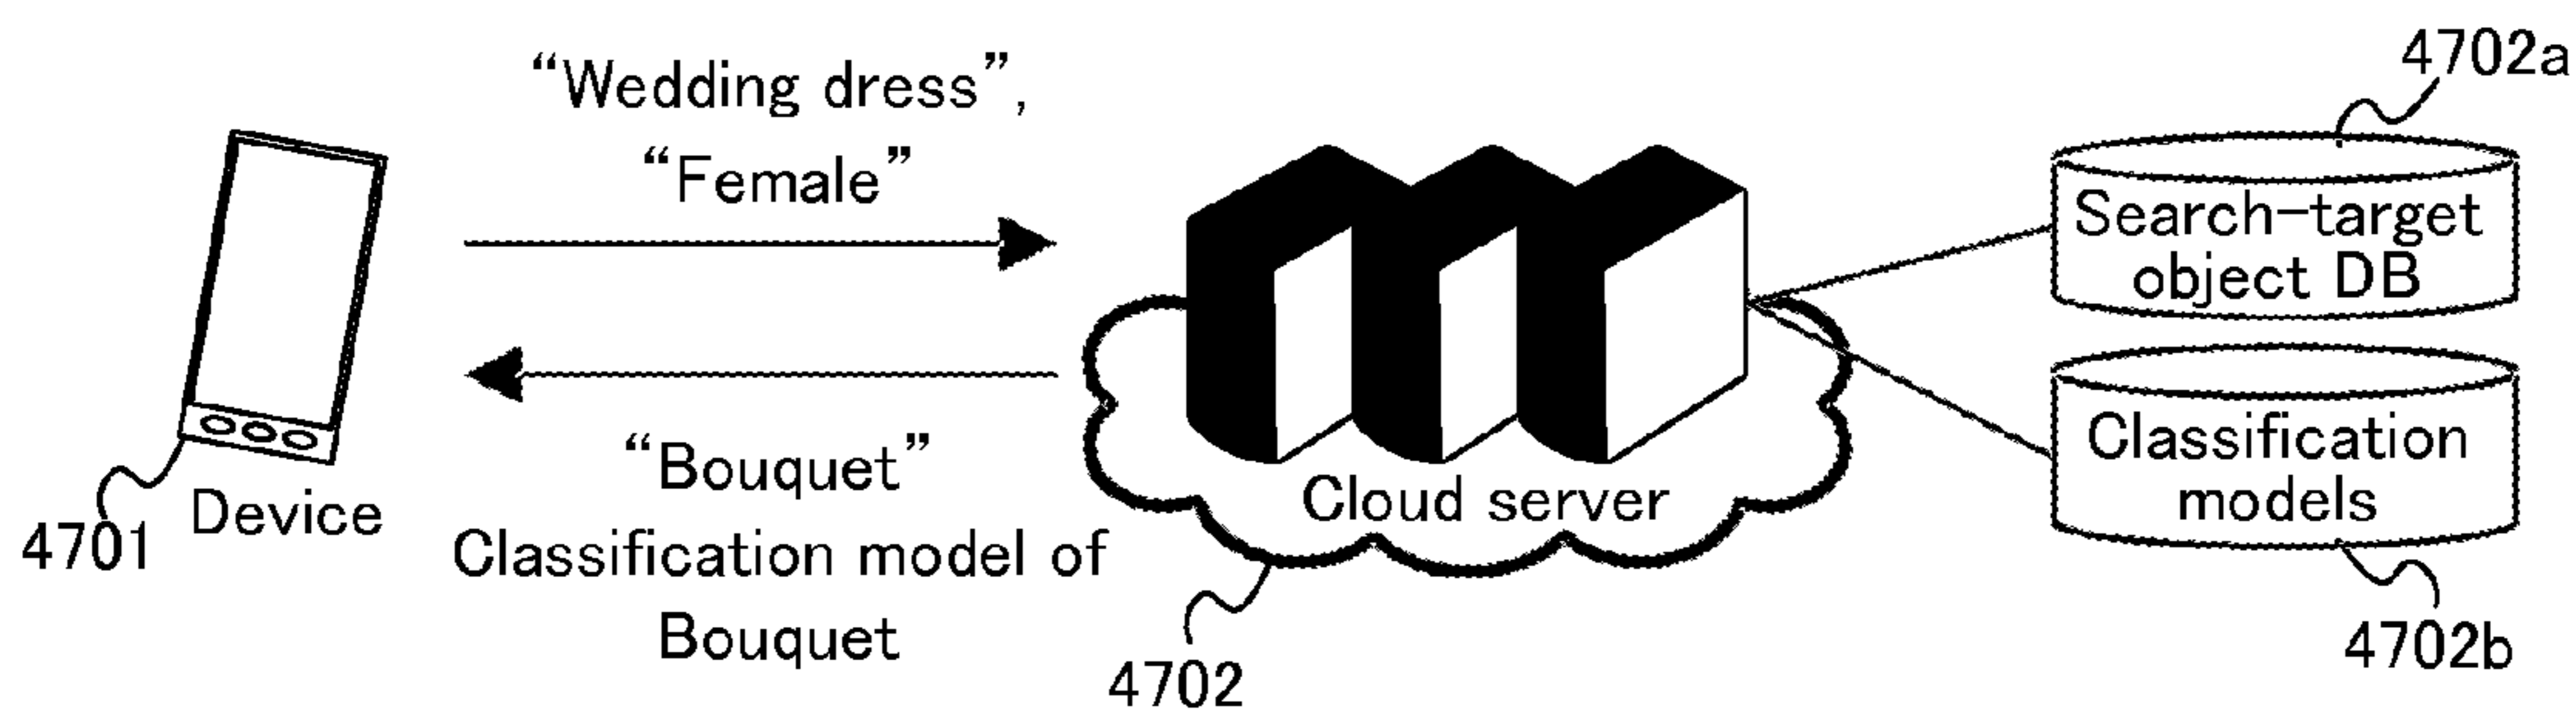 “Wedding dress”,
“Female”
4701
Device
“Bouquet”
Classification model of
Bouquet
Cloud server
4702
4702a
Search-target
object DB
Classification
models
4702b